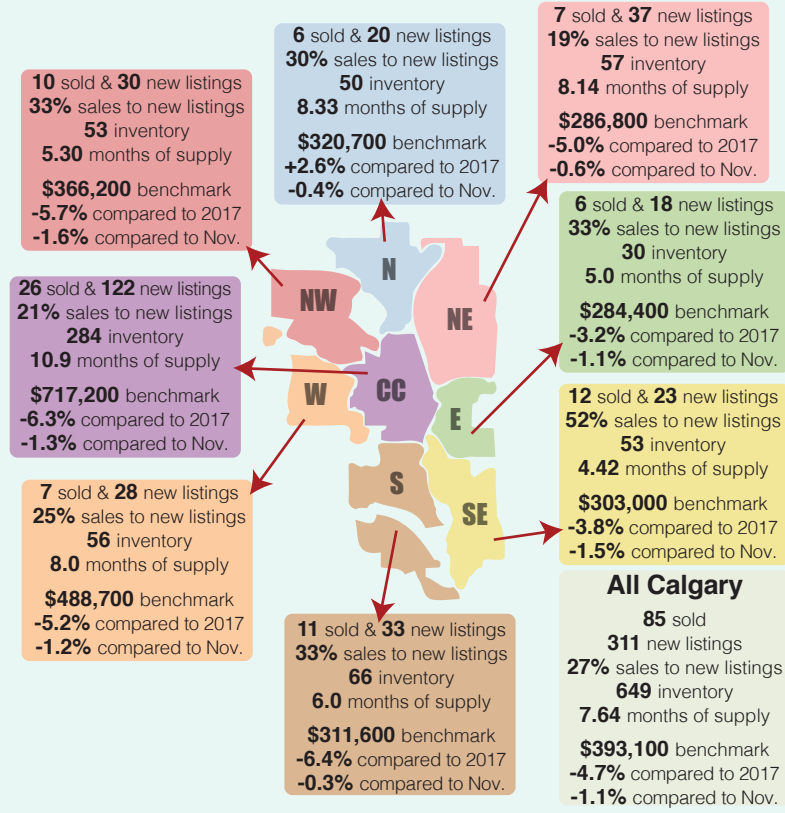 6 sold & 20 new listings
30% sales to new listings
50 inventory
8.33 months of supply
$320,700 benchmark
+2.6% compared to 2017
-0.4% compared to Nov.
7 sold & 37 new listings
19% sales to new listings
57 inventory
8.14 months of supply
$286,800 benchmark
-5.0% compared to 2017
-0.6% compared to Nov.
10 sold & 30 new listings
33% sales to new listings
53 inventory
5.30 months of supply
$366,200 benchmark
-5.7% compared to 2017
-1.6% compared to Nov.
6 sold & 18 new listings
33% sales to new listings
30 inventory
5.0 months of supply
$284,400 benchmark
-3.2% compared to 2017
-1.1% compared to Nov.
26 sold & 122 new listings
21% sales to new listings
284 inventory
10.9 months of supply
$717,200 benchmark
-6.3% compared to 2017
-1.3% compared to Nov.
N
NW
NE
W
CC
E
S
SE
12 sold & 23 new listings
52% sales to new listings
53 inventory
4.42 months of supply
$303,000 benchmark
-3.8% compared to 2017
-1.5% compared to Nov.
7 sold & 28 new listings
25% sales to new listings
56 inventory
8.0 months of supply
$488,700 benchmark
-5.2% compared to 2017
-1.2% compared to Nov.
11 sold & 33 new listings
33% sales to new listings
66 inventory
6.0 months of supply
$311,600 benchmark
-6.4% compared to 2017
-0.3% compared to Nov.
All Calgary
85 sold
311 new listings
27% sales to new listings
649 inventory
7.64 months of supply
$393,100 benchmark
-4.7% compared to 2017
-1.1% compared to Nov.